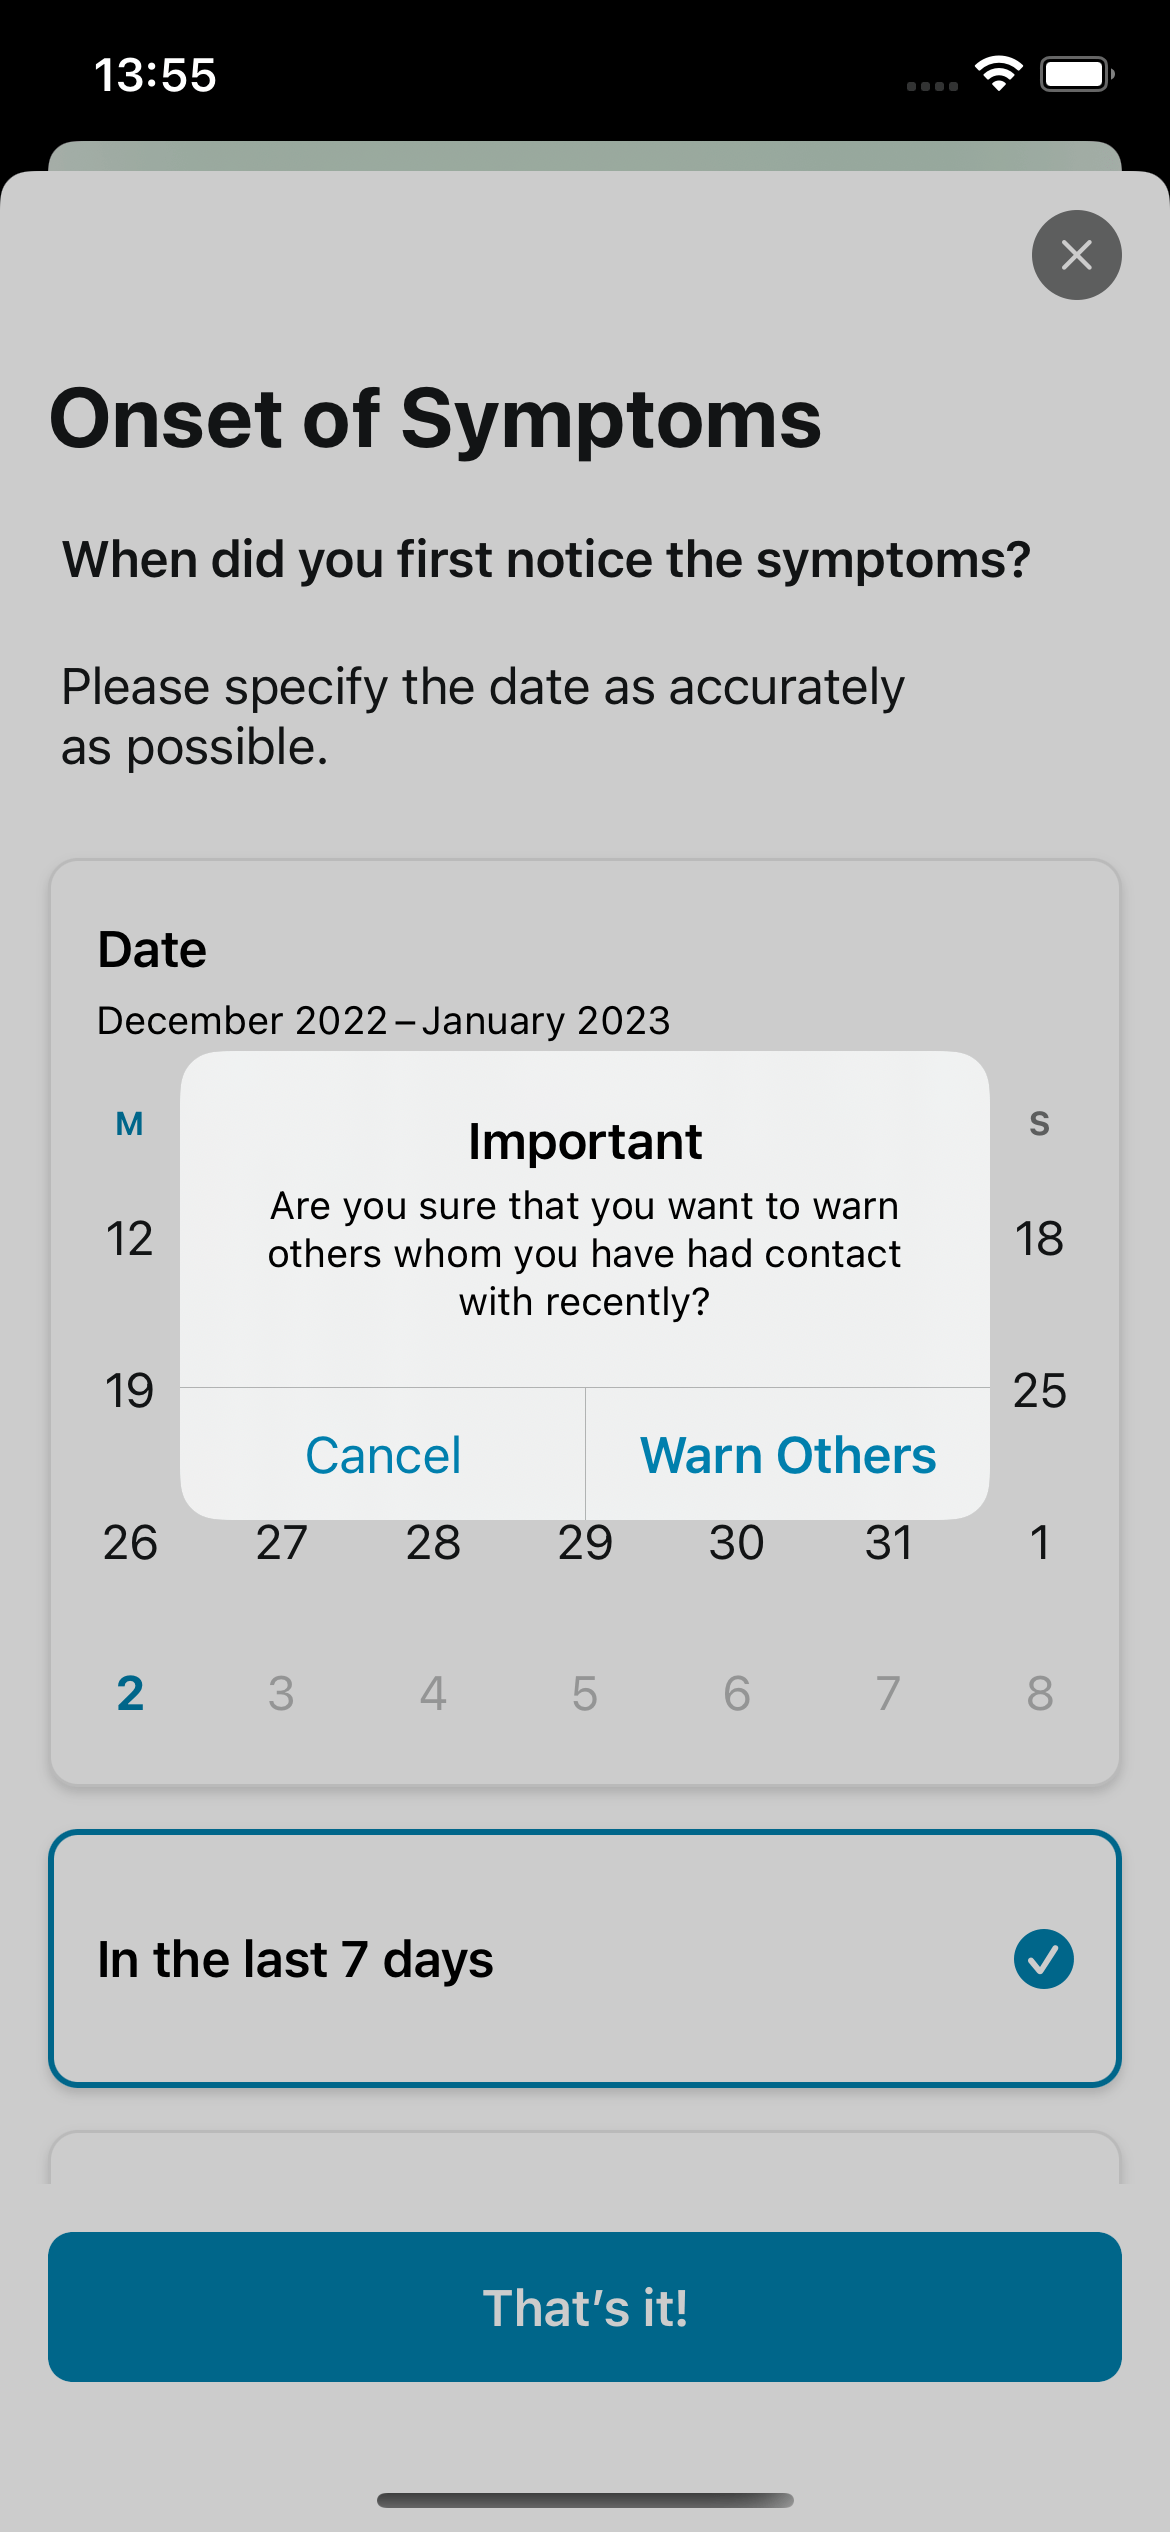 13:55
Onset of Symptoms
When did you first notice the symptoms?
Please specify the date as accurately
as possible.
Date
December 2022 – January 2023
M S
Important
Are you sure that you want to warn
others whom you have had contact
with recently?
12 18
19 25
Cancel Warn Others
26 27 28 29 30 31 1
2 3 4 5 6 7 8
In the last 7 days
That's it!